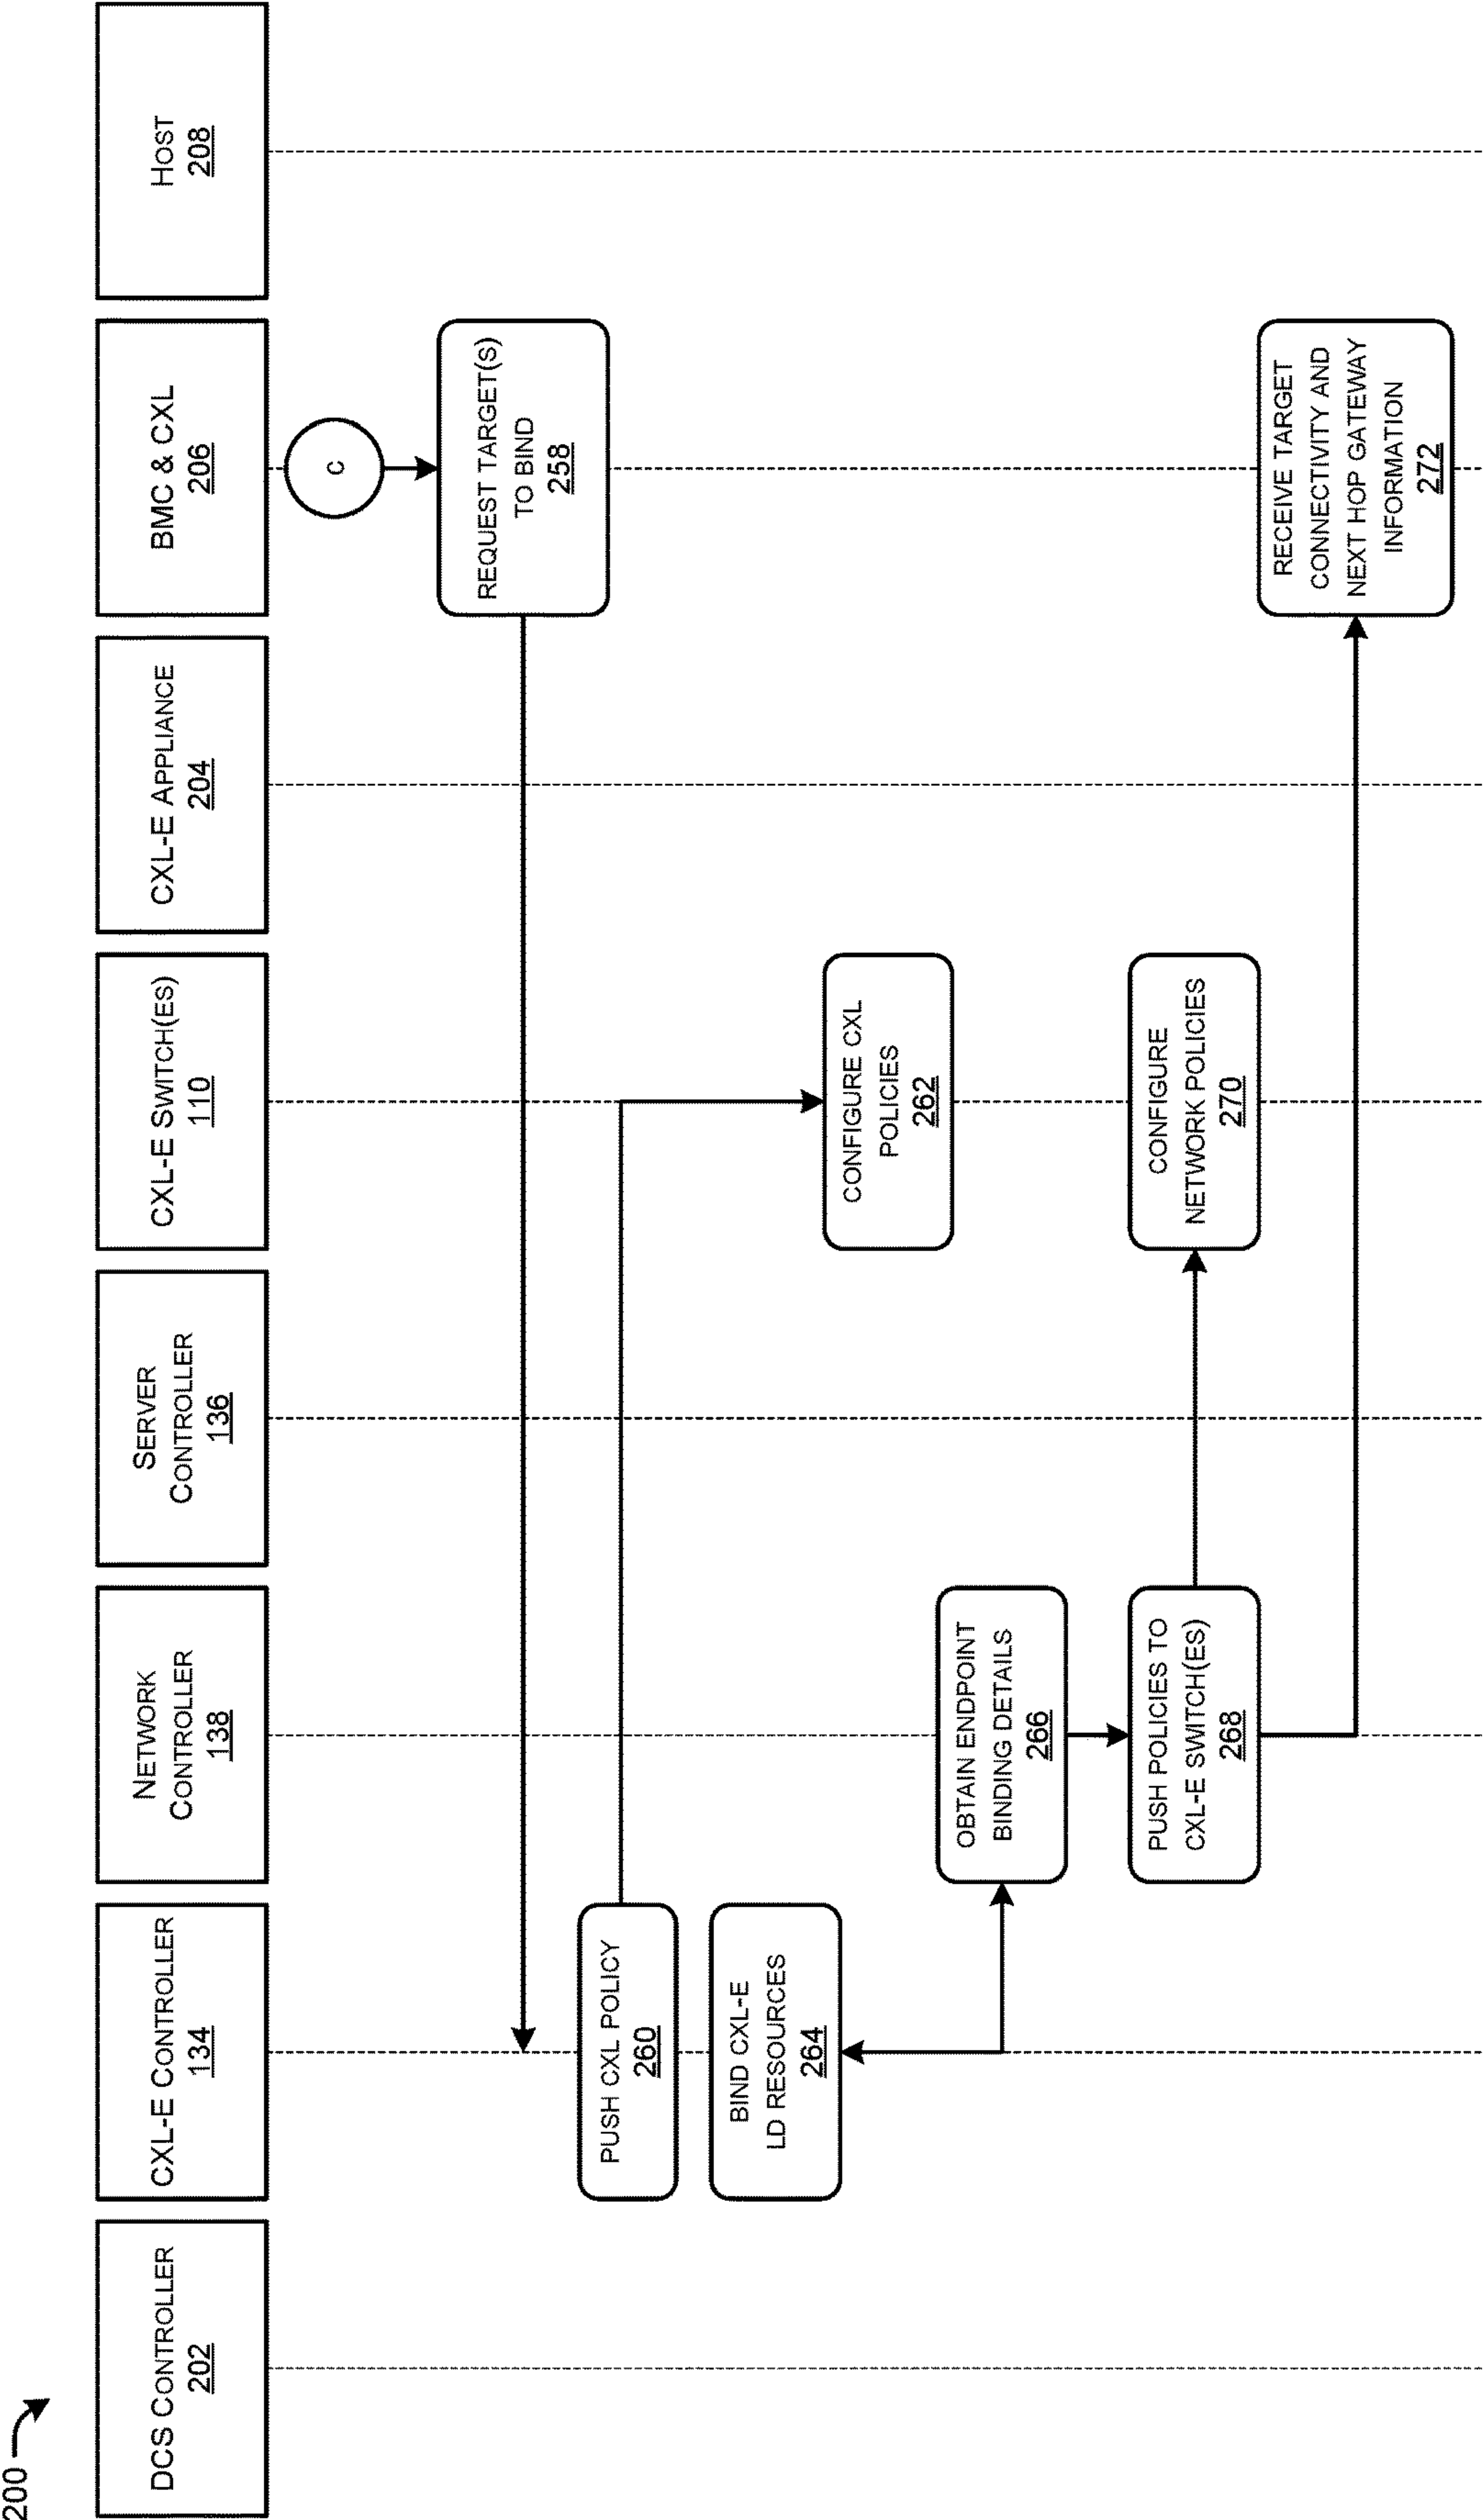 200
DCS CONTROLLER
202
CXL-E CONTROLLER
134
NETWORK
CONTROLLER
138
SERVER
CONTROLLER
136
CXL-E SWITCH(ES)
110
CXL-E APPLIANCE
204
BMC & CXL
206
HOST
208
C
REQUEST TARGET(S)
TO BIND
258
PUSH CXL POLICY
260
CONFIGURE CXL
POLICIES
262
BIND CXL-E
LD RESOURCES
264
OBTAIN ENDPOINT
BINDING DETAILS
266
PUSH POLICIES TO
CXL-E SWITCH(ES)
268
CONFIGURE
NETWORK POLICIES
270
RECEIVE TARGET
CONNECTIVITY AND
NEXT HOP GATEWAY
INFORMATION
272